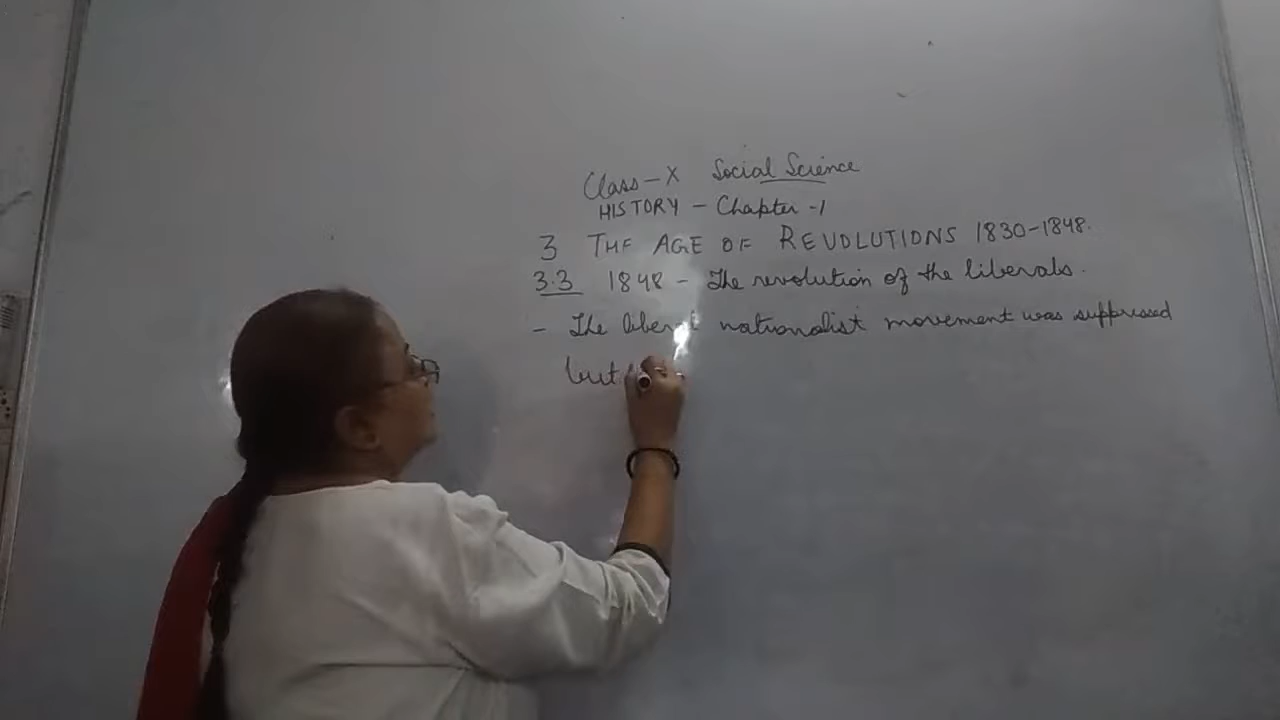 Class-X Social Science
HISTORY - Chapter -1
3 THE AGE OF REVOLUTIONS 1830-1848.
3.3 1848 - The revolution of the liberals.
- The liberal nationalist movement was suppressed
but